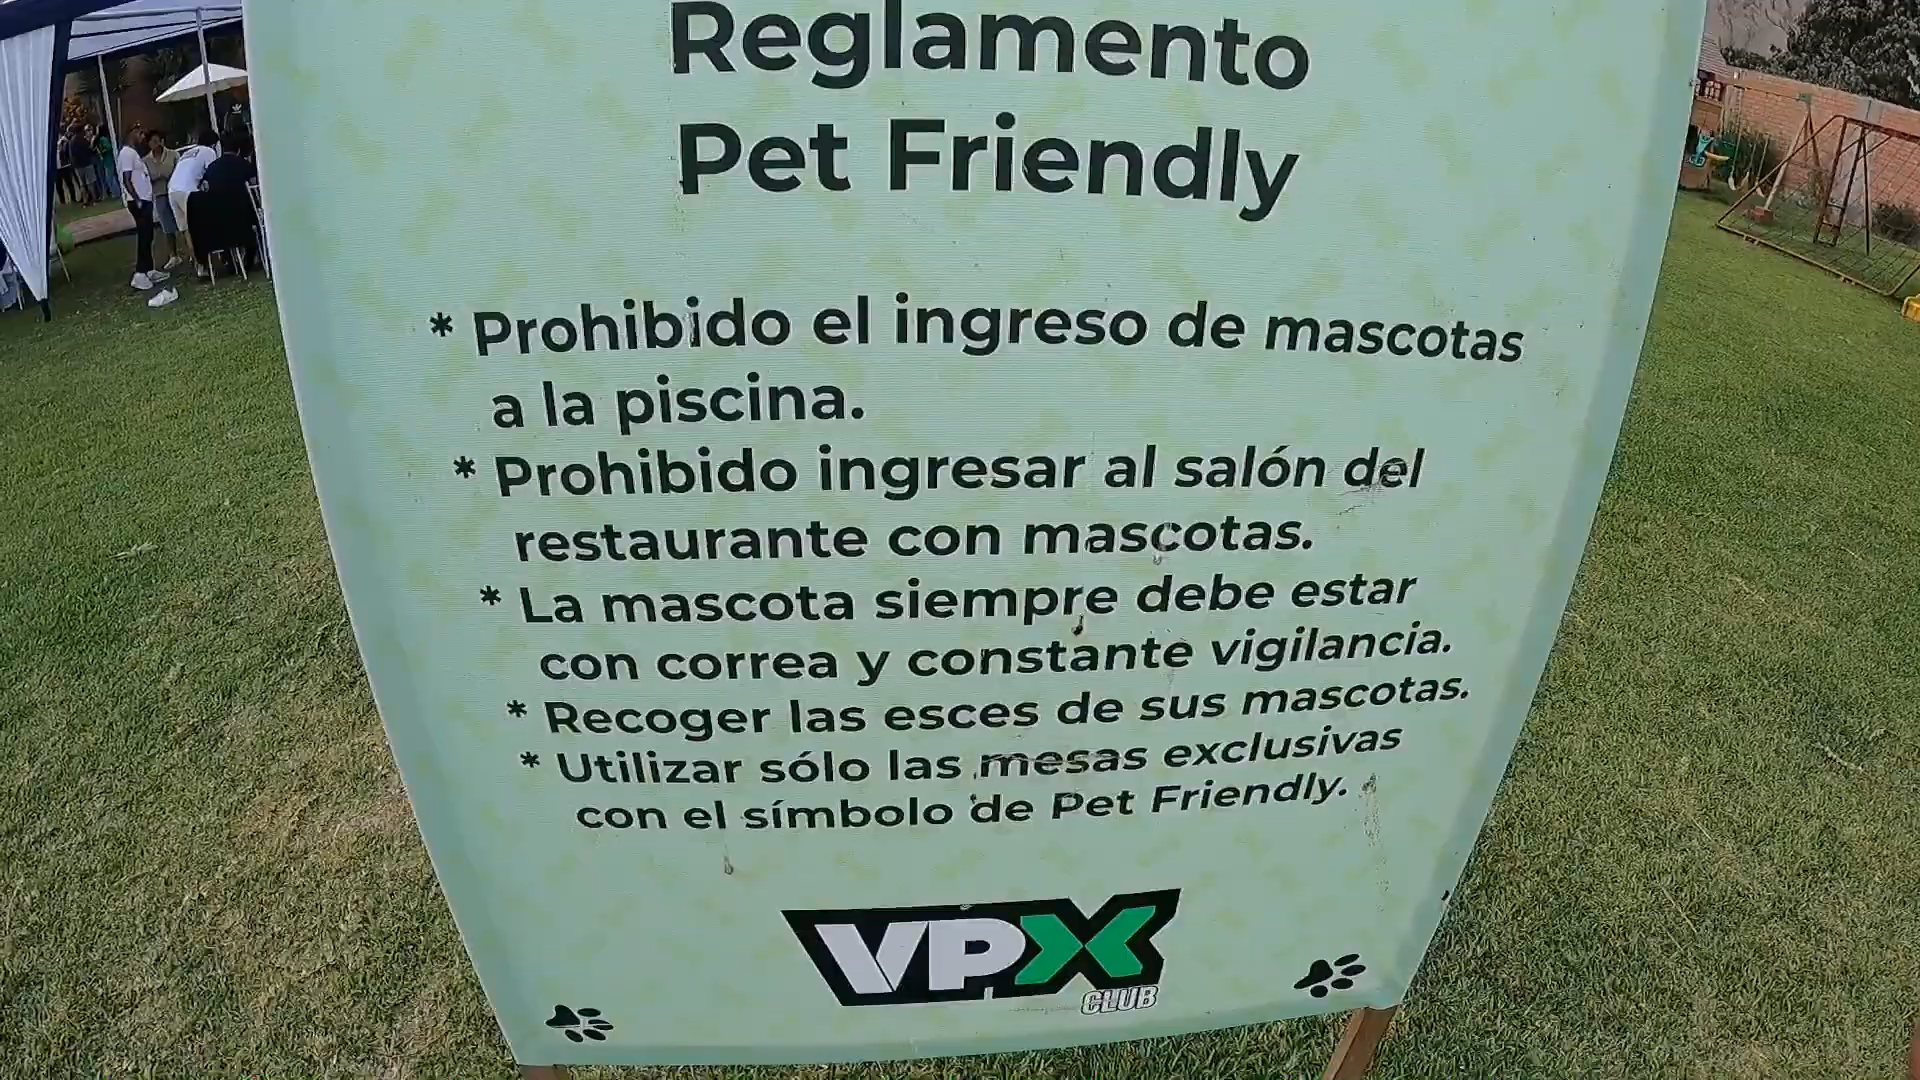 Reglamento
Pet Friendly
* Prohibido el ingreso de mascotas
a la piscina.
* Prohibido ingresar al salón del
restaurante con mascotas.
* La mascota siempre debe estar
con correa y constante vigilancia.
* Recoger las esces de sus mascotas.
* Utilizar sólo las mesas exclusivas
con el símbolo de Pet Friendly.
VPX
CLUB